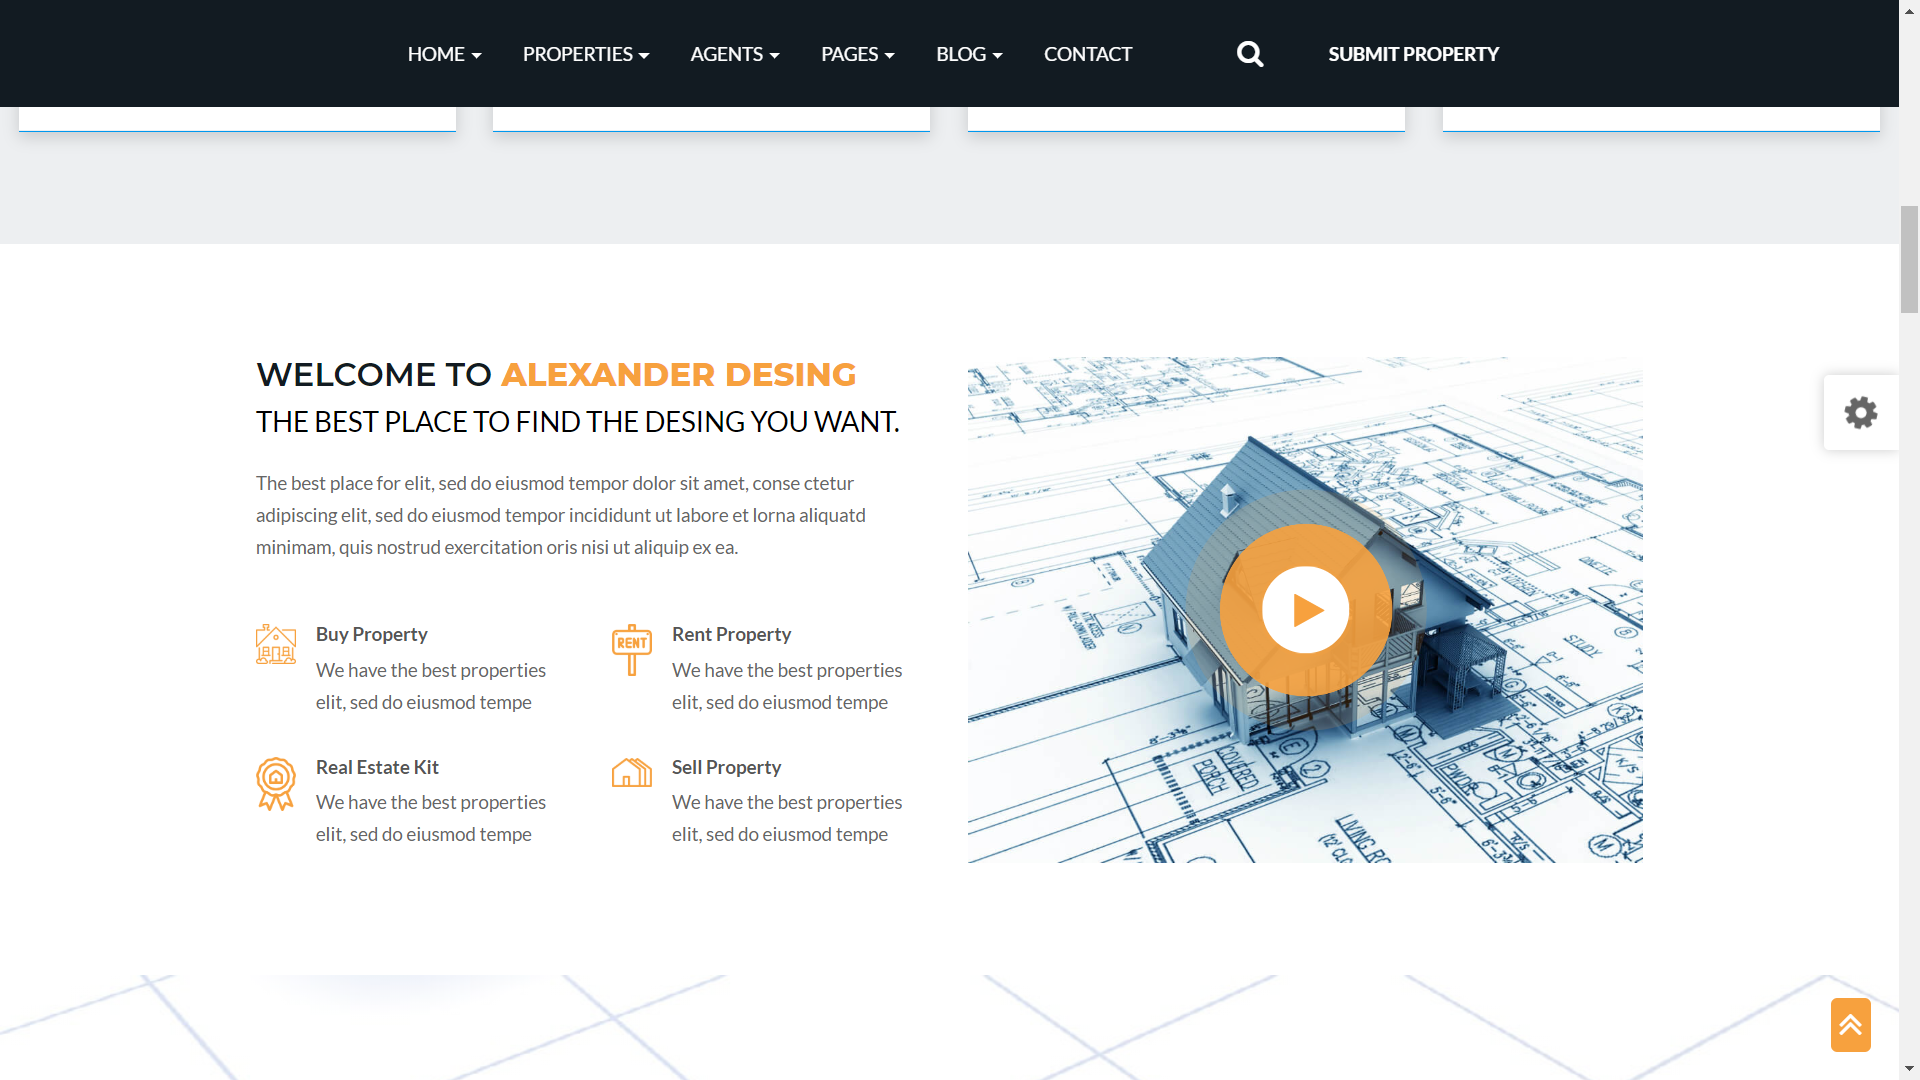 HOME PROPERTIES AGENTS PAGES BLOG CONTACT SUBMIT PROPERTY
WELCOME TO ALEXANDER DESING
THE BEST PLACE TO FIND THE DESING YOU WANT.
The best place for elit, sed do eiusmod tempor dolor sit amet, conse ctetur
adipiscing elit, sed do eiusmod tempor incididunt ut labore et lorna aliquatd
minimam, quis nostrud exercitation oris nisi ut aliquip ex ea.
Buy Property
We have the best properties
elit, sed do eiusmod tempe
RENT
Rent Property
We have the best properties
elit, sed do eiusmod tempe
Real Estate Kit
We have the best properties
elit, sed do eiusmod tempe
Sell Property
We have the best properties
elit, sed do eiusmod tempe
STUDY
COVERED
PORCH
LIVING